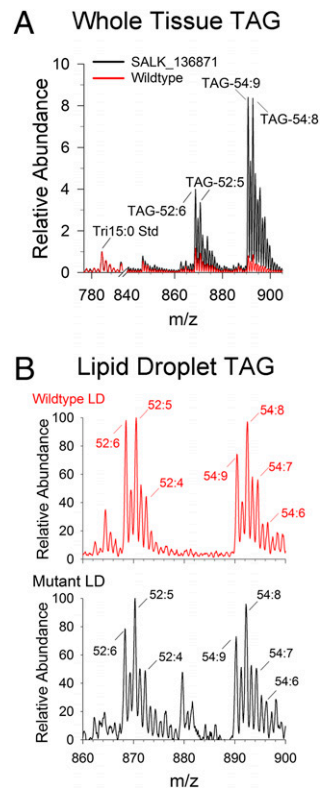 A Whole Tissue TAG
SALK_136871
Wildtype
TAG-54:9
TAG-54:8
TAG-52:6
TAG-52:5
Tri15:0 Std
Relative Abundance
10
8
6
4
2
0
780 840 860 880 900
m/z
B Lipid Droplet TAG
Wildtype LD
52:6
52:5
52:4
54:9
54:8
54:7
54:6
Relative Abundance
100
80
60
40
20
0
Mutant LD
52:6
52:5
52:4
54:9
54:8
54:7
54:6
Relative Abundance
100
80
60
40
20
0
860 870 880 890 900
m/z